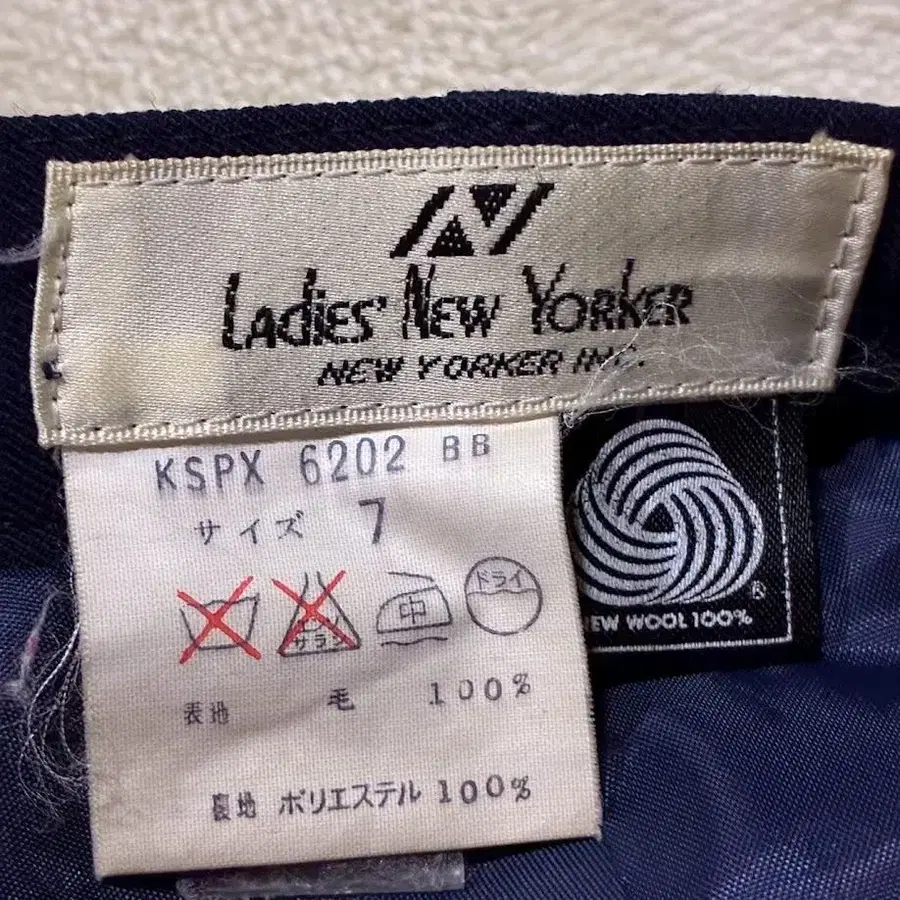 Ladies' New Yorker
NEW YORKER INC.
KSPX 6202 BB
サイズ 7
サラシ
中
ドライ
EW WOOL 100%
®
表地 毛 100%
裏地 ポリエステル 100%